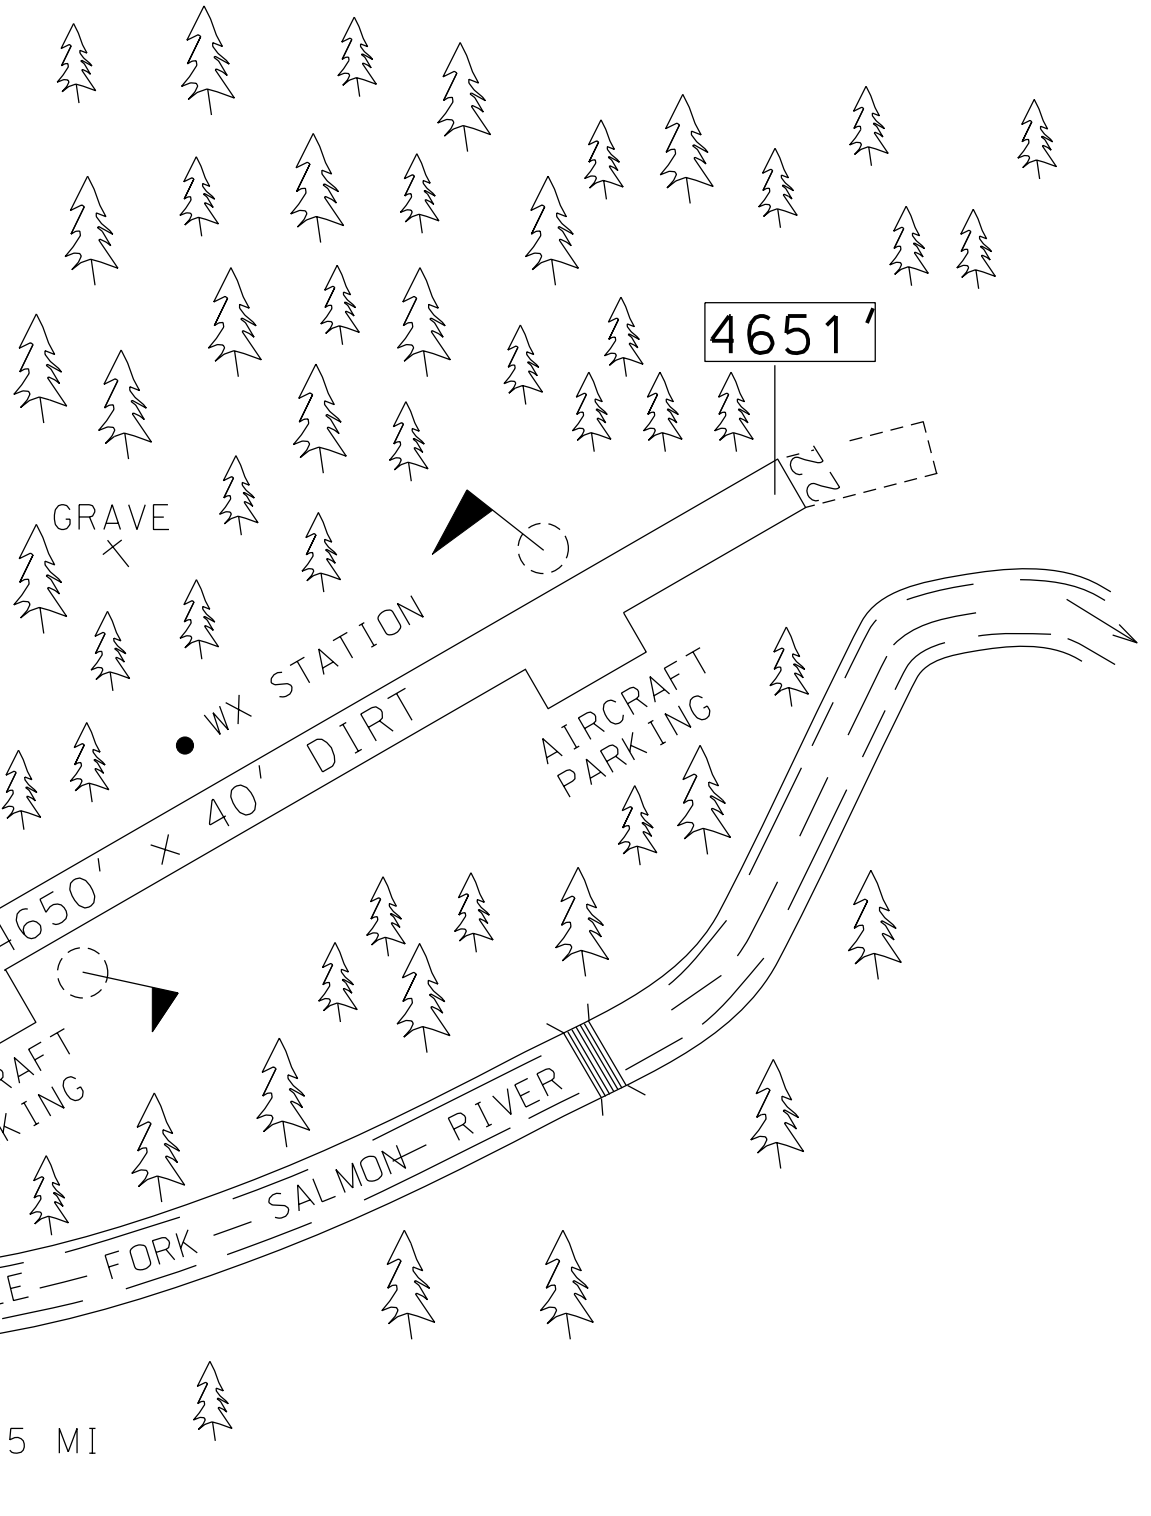 4651'
22
GRAVE
WX STATION
4650' X 40' DIRT
AIRCRAFT
PARKING
RAFT
KING
E FORK SALMON RIVER
5 MI